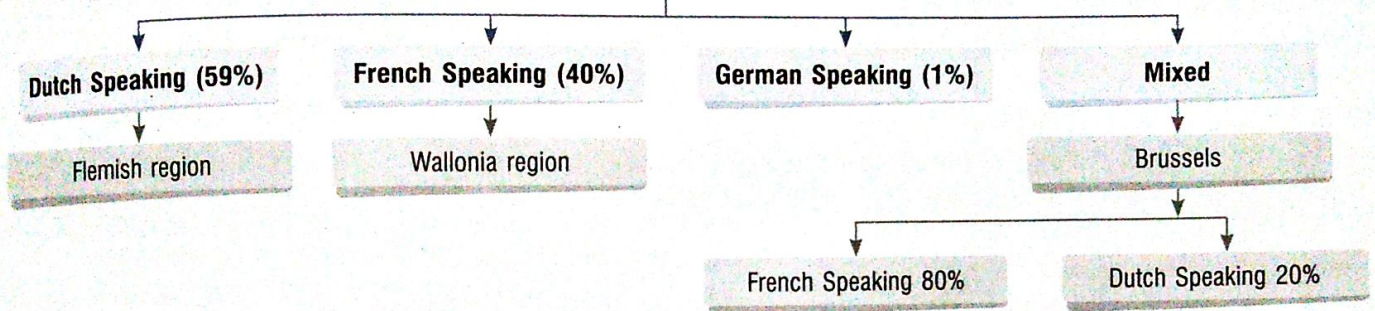 Dutch Speaking (59%)
French Speaking (40%)
German Speaking (1%)
Mixed
Flemish region
Wallonia region
Brussels
French Speaking 80%
Dutch Speaking 20%